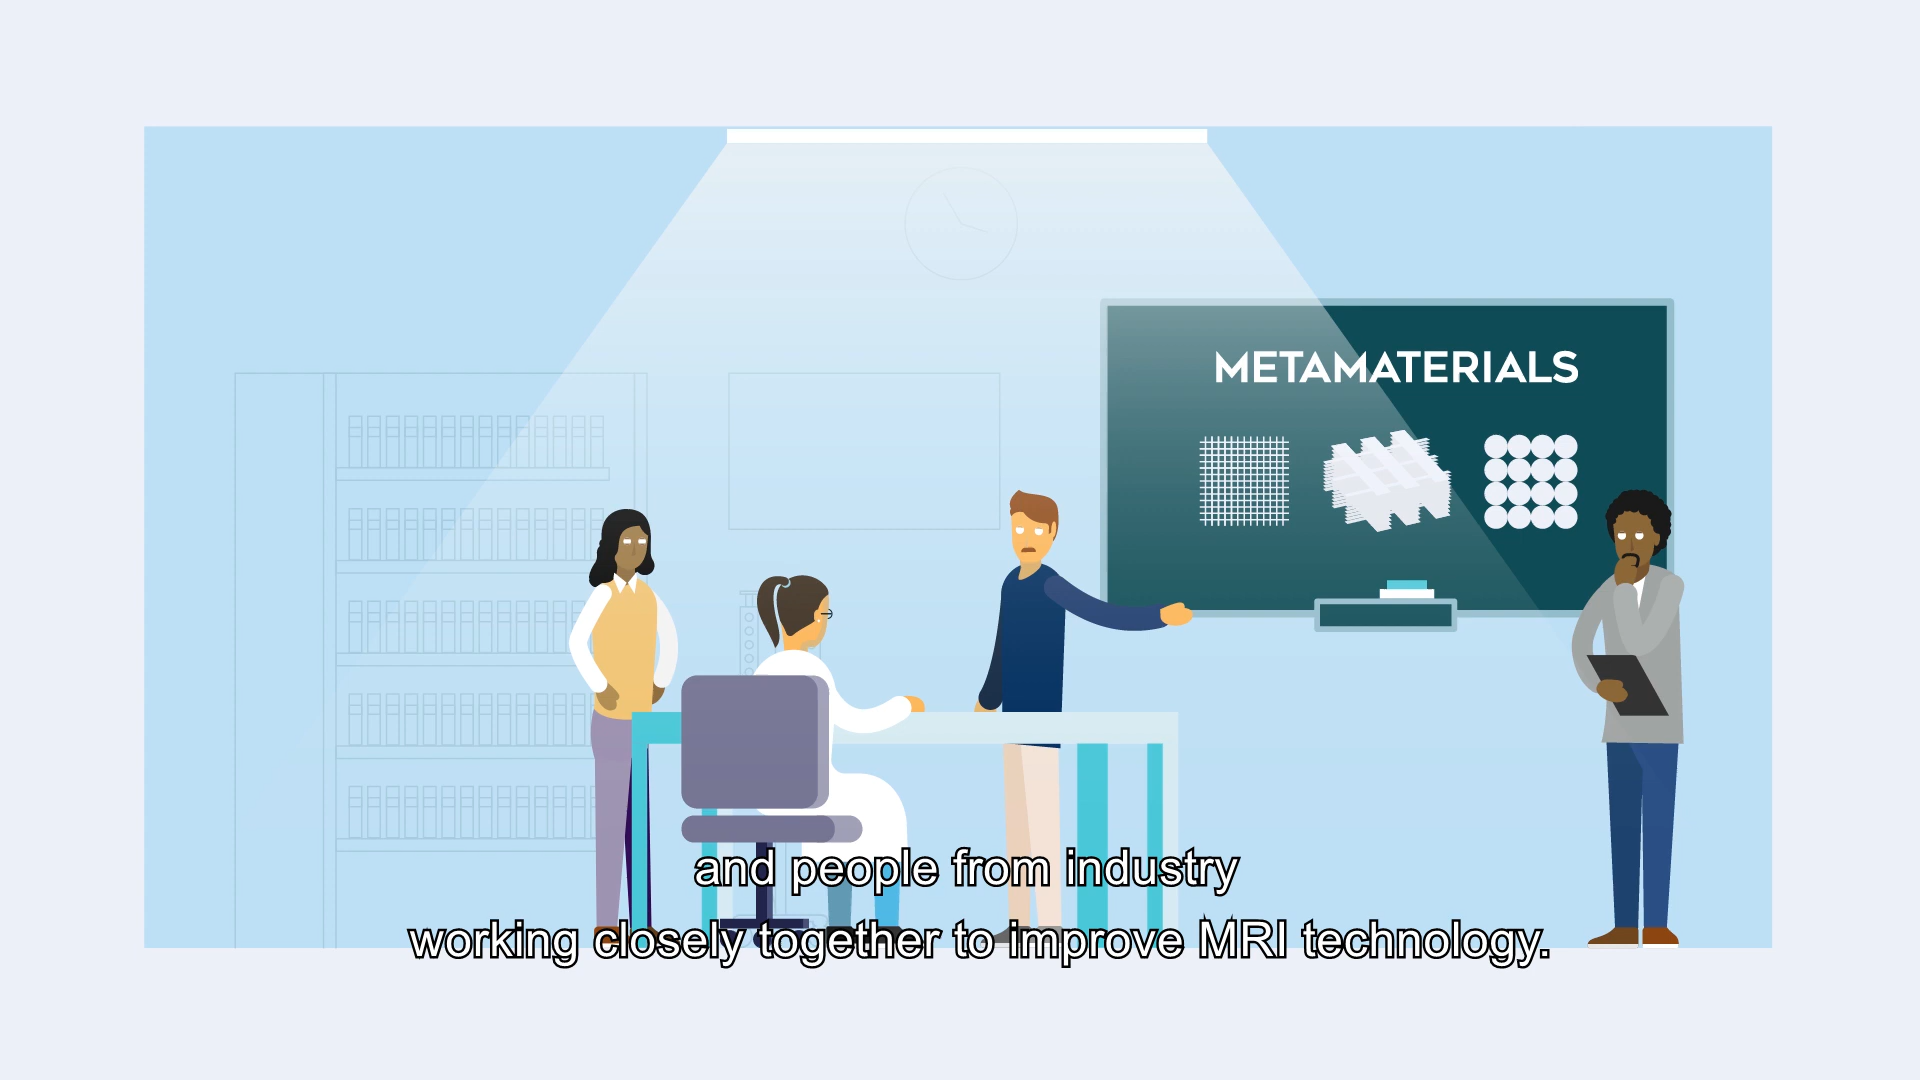 METAMATERIALS
and people from industry
working closely together to improve MRI technology.